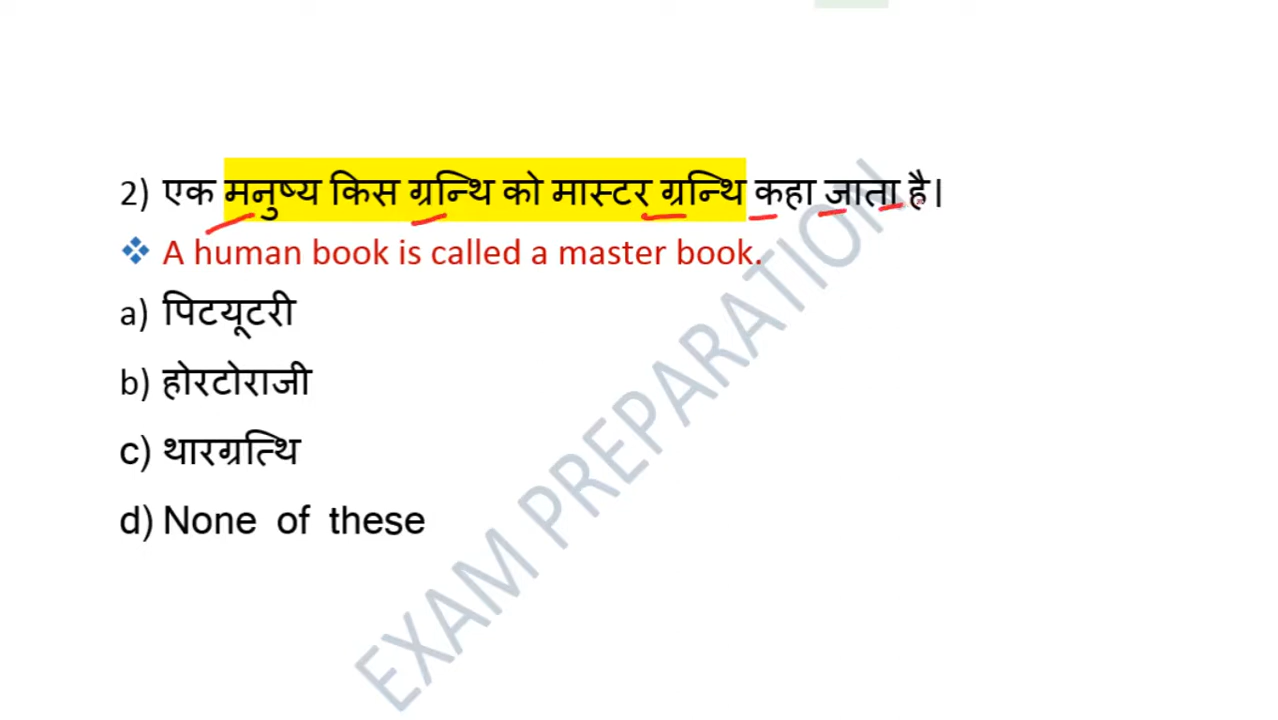 2) एक मनुष्य किस ग्रन्थि को मास्टर ग्रन्थि कहा जाता है।
❖ A human book is called a master book.
a) पिटयूटरी
b) होरटोराजी
c) थारग्रत्थि
d) None of these
EXAM PREPARATION